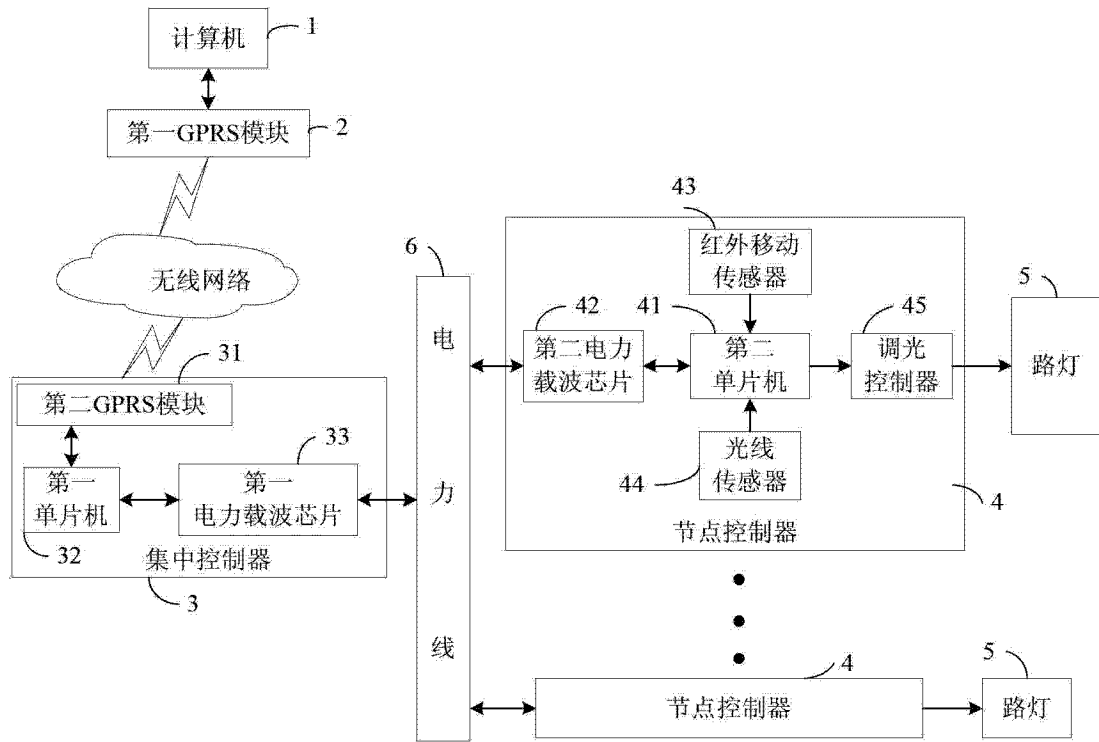 计算机
1
第一GPRS模块
2
无线网络
31
第二GPRS模块
33
第一
单片机
第一
电力载波芯片
32
集中控制器
3
6
电
力
线
43
红外移动
传感器
42
第二电力
载波芯片
41
第二
单片机
45
调光
控制器
5
路灯
光线
传感器
44
4
节点控制器
4
节点控制器
5
路灯